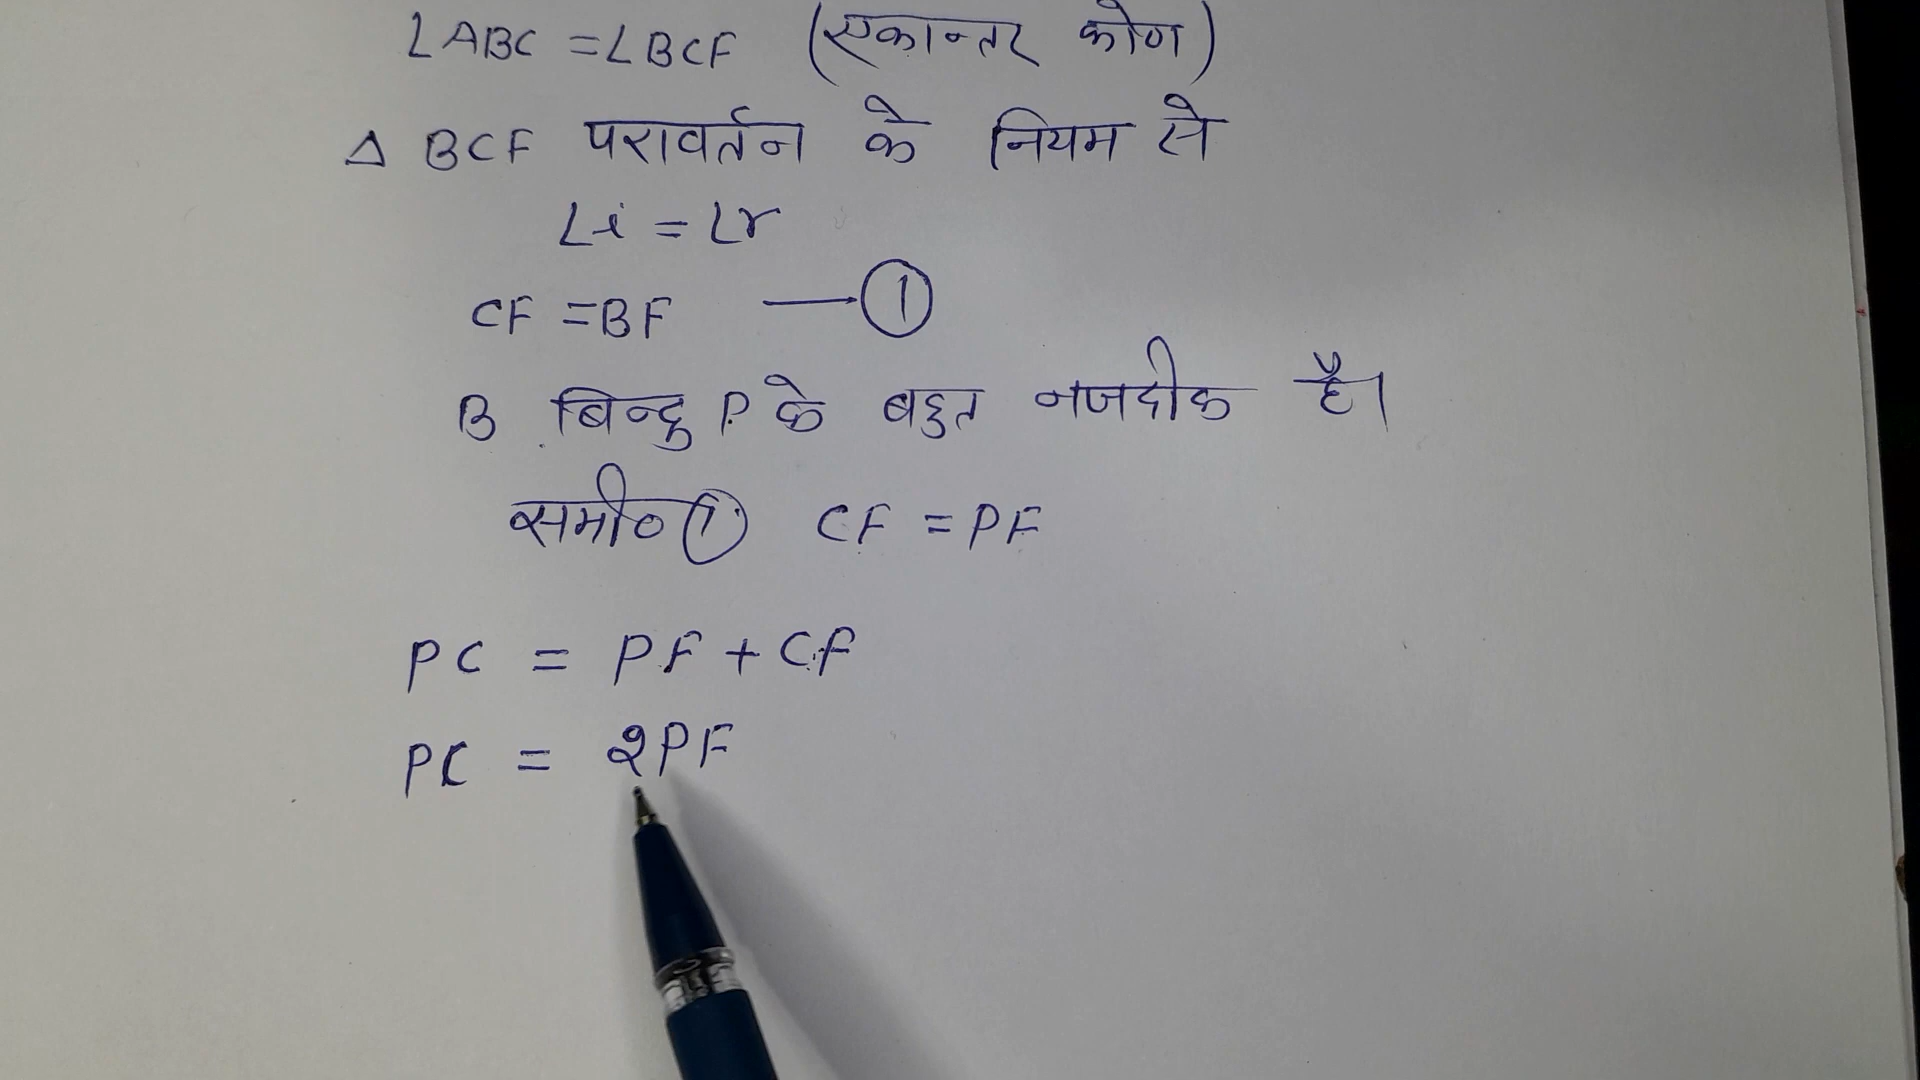 ∠ABC =∠BCF (एकान्तर कोण)
Δ BCF परावर्तन के नियम से
∠i = ∠r
CF =BF —①
B बिन्दु P के बहुत नजदीक है।
समी० ① CF = PF
PC = PF + CF
PC = 2PF